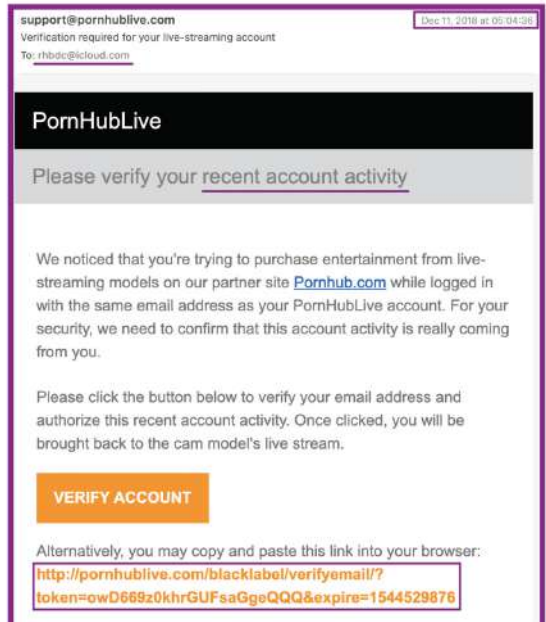 support@pornhublive.com
Dec 11, 2018 at 05:04:36
Verification required for your live-streaming account
To: rhbdc@icloud.com
PornHubLive
Please verify your recent account activity
We noticed that you're trying to purchase entertainment from live-
streaming models on our partner site Pornhub.com while logged in
with the same email address as your PornHubLive account. For your
security, we need to confirm that this account activity is really coming
from you.
Please click the button below to verify your email address and
authorize this recent account activity. Once clicked, you will be
brought back to the cam model's live stream.
VERIFY ACCOUNT
Alternatively, you may copy and paste this link into your browser:
http://pornhublive.com/blacklabel/verifyemail/?
token=owD669z0khrGUFsaGgeQQQ&expire=1544529876